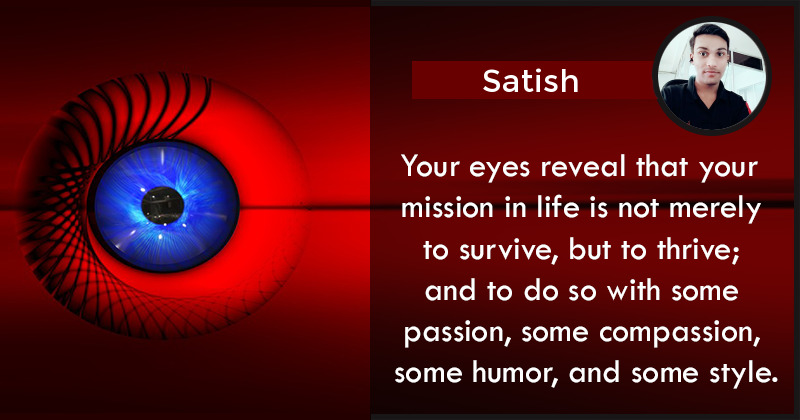 Satish
Your eyes reveal that your
mission in life is not merely
to survive, but to thrive;
and to do so with some
passion, some compassion,
some humor, and some style.